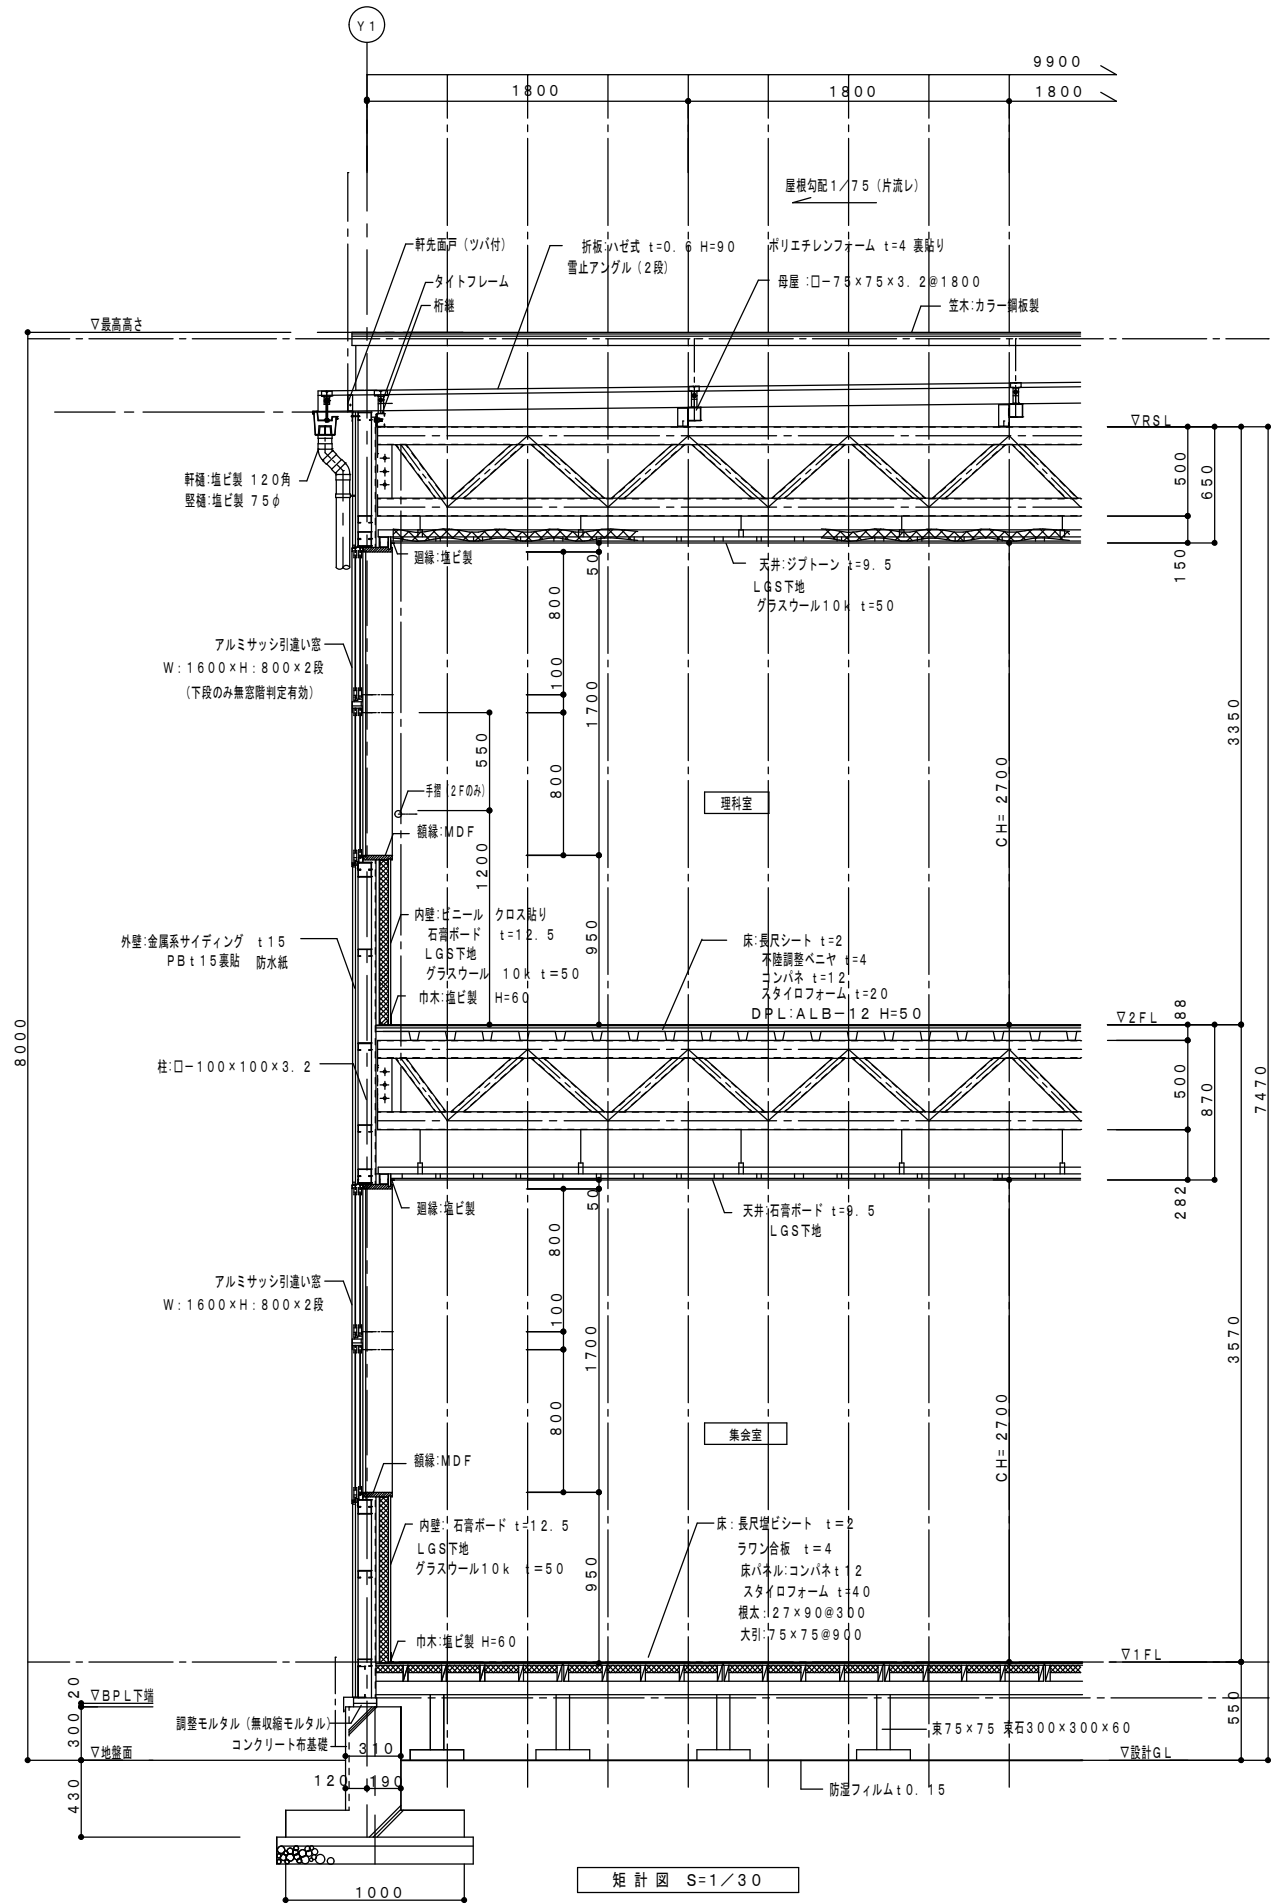 Y1
9900
1800
1800
1800
屋根勾配1/75(片流レ)
軒先面戸(ツバ付)
折板:ハゼ式 t=0.6 H=90
ポリエチレンフォーム t=4 裏貼り
雪止アングル(2段)
タイトフレーム
母屋:□-75×75×3.2@1800
桁継
笠木:カラー鋼板製
▽最高高さ
▽RSL
500
650
150
軒樋:塩ビ製 120角
竪樋:塩ビ製 75φ
廻縁:塩ビ製
50
天井:ジプトーン t=9.5
LGS下地
グラスウール10k t=50
800
アルミサッシ引違い窓
W:1600×H:800×2段
(下段のみ無窓階判定有効)
100
1700
550
800
3350
手摺(2Fのみ)
理科室
CH=2700
額縁:MDF
1200
内壁:ビニール クロス貼り
石膏ボード t=12.5
LGS下地
グラスウール 10k t=50
巾木:塩ビ製 H=60
950
外壁:金属系サイディング t15
PBt15裏貼 防水紙
床:長尺シート t=2
不陸調整ベニヤ t=4
コンパネ t=12
スタイロフォーム t=20
DPL:ALB-12 H=50
8000
▽2FL
88
500
870
282
7470
柱:□-100×100×3.2
廻縁:塩ビ製
50
天井:石膏ボード t=9.5
LGS下地
800
アルミサッシ引違い窓
W:1600×H:800×2段
100
1700
800
3570
集会室
CH=2700
額縁:MDF
内壁:石膏ボード t=12.5
LGS下地
グラスウール10k t=50
950
床:長尺塩ビシート t=2
ラワン合板 t=4
床パネル:コンパネt12
スタイロフォーム t=40
根太:27×90@300
大引:75×75@900
巾木:塩ビ製 H=60
▽1FL
20
▽BPL下端
300
調整モルタル(無収縮モルタル)
コンクリート布基礎
550
束75×75 束石300×300×60
▽地盤面
310
▽設計GL
120
190
430
防湿フィルムt0.15
1000
矩計図 S=1/30